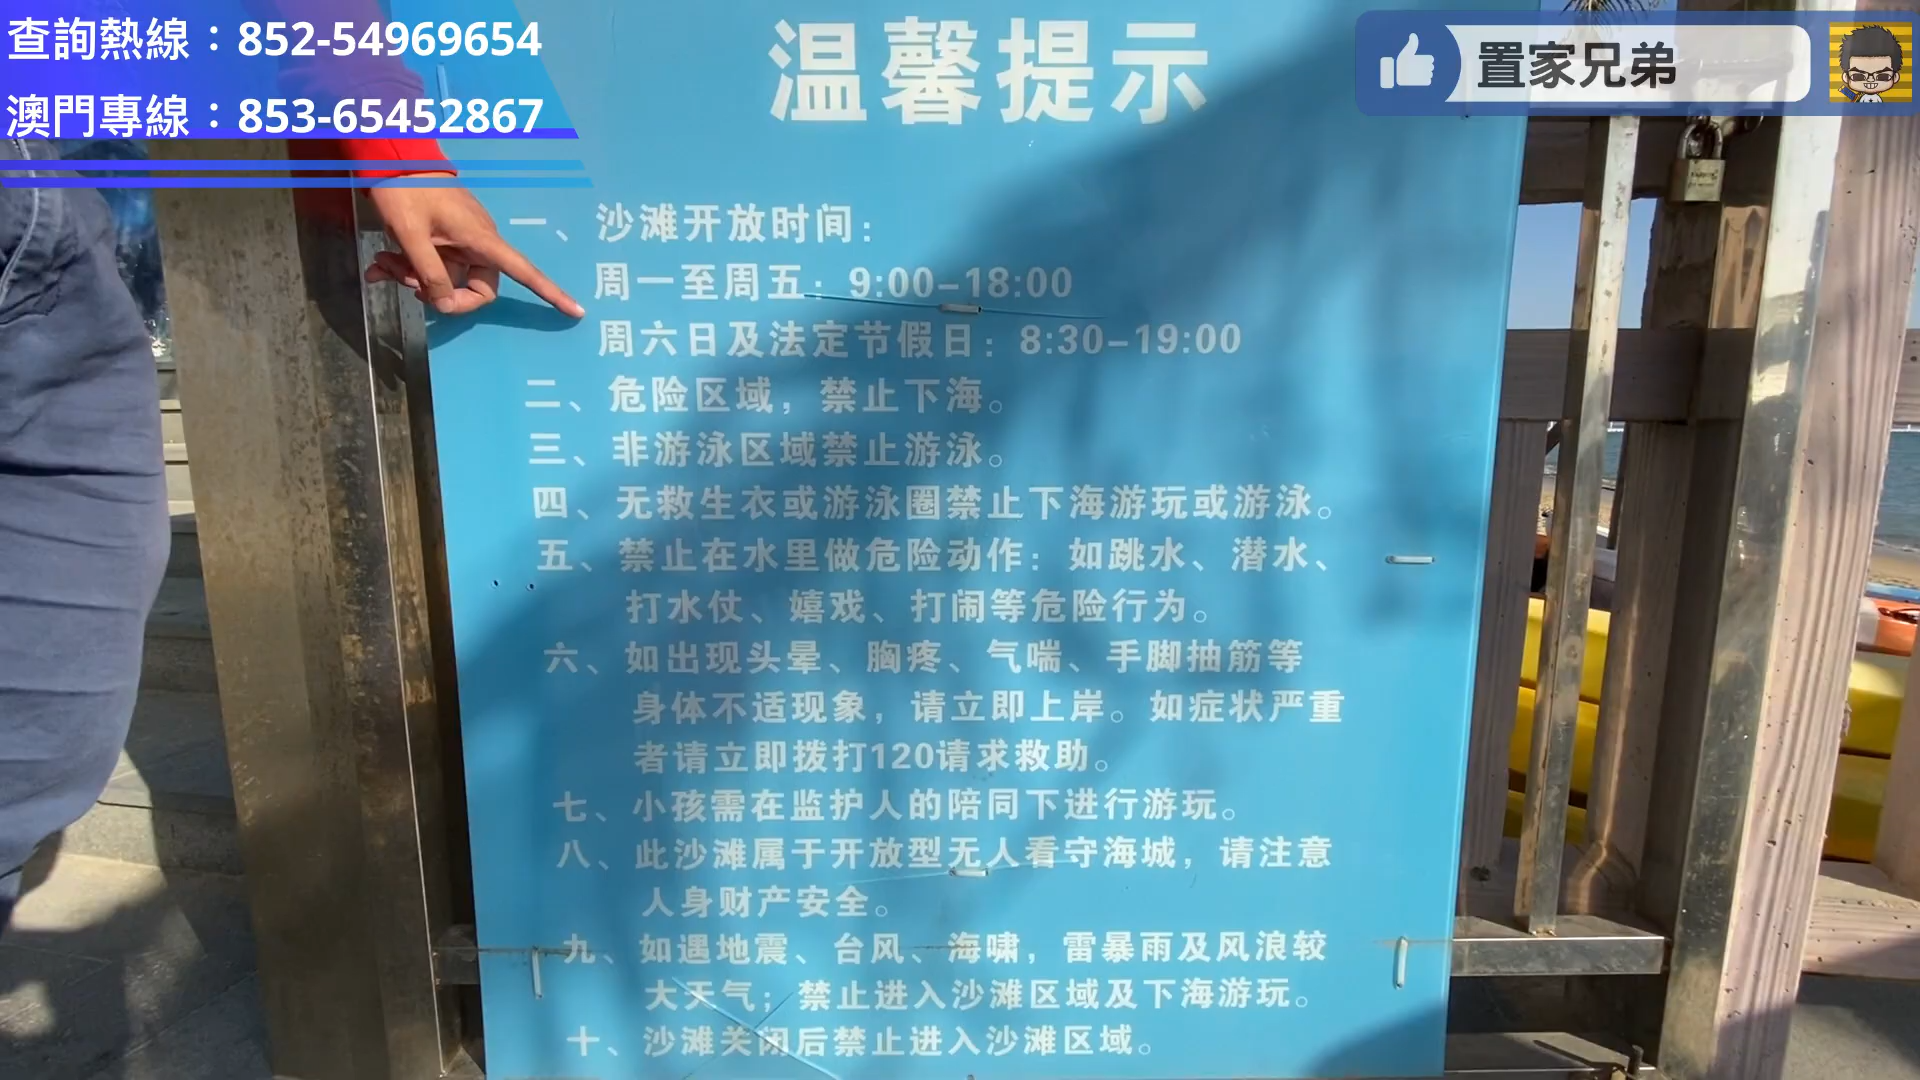 查詢熱線：852-54969654
澳門專線：853-65452867
置家兄弟
温馨提示
一、沙滩开放时间：
周一至周五：9:00-18:00
周六日及法定节假日：8:30-19:00
二、危险区域，禁止下海。
三、非游泳区域禁止游泳。
四、无救生衣或游泳圈禁止下海游玩或游泳。
五、禁止在水里做危险动作：如跳水、潜水、
打水仗、嬉戏、打闹等危险行为。
六、如出现头晕、胸疼、气喘、手脚抽筋等
身体不适现象，请立即上岸。如症状严重
者请立即拨打120请求救助。
七、小孩需在监护人的陪同下进行游玩。
八、此沙滩属于开放型无人看守海城，请注意
人身财产安全。
九、如遇地震、台风、海啸，雷暴雨及风浪较
大天气；禁止进入沙滩区域及下海游玩。
十、沙滩关闭后禁止进入沙滩区域。